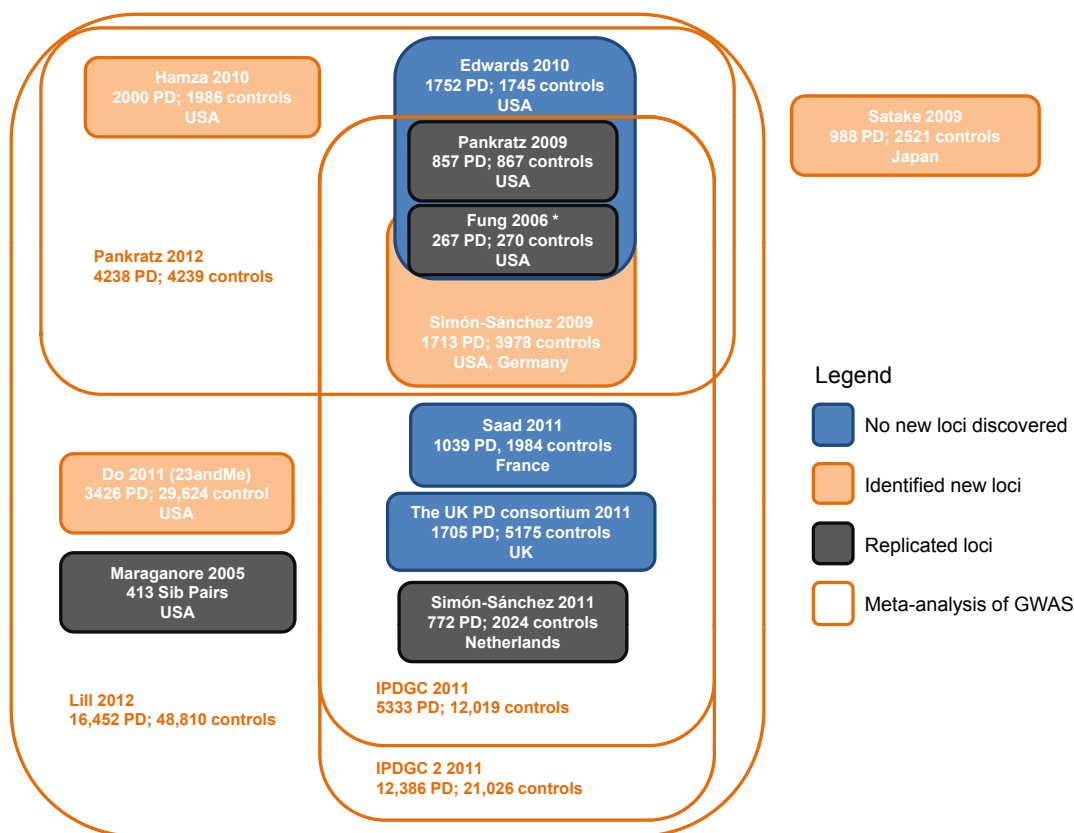 Hamza 2010
2000 PD; 1986 controls
USA
Edwards 2010
1752 PD; 1745 controls
USA
Satake 2009
988 PD; 2521 controls
Japan
Pankratz 2009
857 PD; 867 controls
USA
Fung 2006 *
267 PD; 270 controls
USA
Pankratz 2012
4238 PD; 4239 controls
Simón-Sánchez 2009
1713 PD; 3978 controls
USA, Germany
Saad 2011
1039 PD, 1984 controls
France
Do 2011 (23andMe)
3426 PD; 29,624 control
USA
The UK PD consortium 2011
1705 PD; 5175 controls
UK
Maraganore 2005
413 Sib Pairs
USA
Simón-Sánchez 2011
772 PD; 2024 controls
Netherlands
Lill 2012
16,452 PD; 48,810 controls
IPDGC 2011
5333 PD; 12,019 controls
IPDGC 2 2011
12,386 PD; 21,026 controls
Legend
No new loci discovered
Identified new loci
Replicated loci
Meta-analysis of GWAS